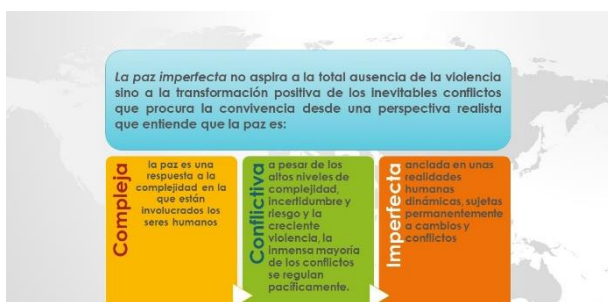 La paz imperfecta no aspira a la total ausencia de la violencia
sino a la transformación positiva de los inevitables conflictos
que procura la convivencia desde una perspectiva realista
que entiende que la paz es:
Compleja
la paz es una
respuesta a la
complejidad en la
que están
involucrados los
seres humanos
Conflictiva
a pesar de los
altos niveles de
complejidad,
incertidumbre y
riesgo y la
creciente
violencia, la
inmensa mayoría
de los conflictos
se regulan
pacíficamente.
Imperfecta
anclada en unas
realidades
humanas
dinámicas, sujetas
permanentemente
a cambios y
conflictos